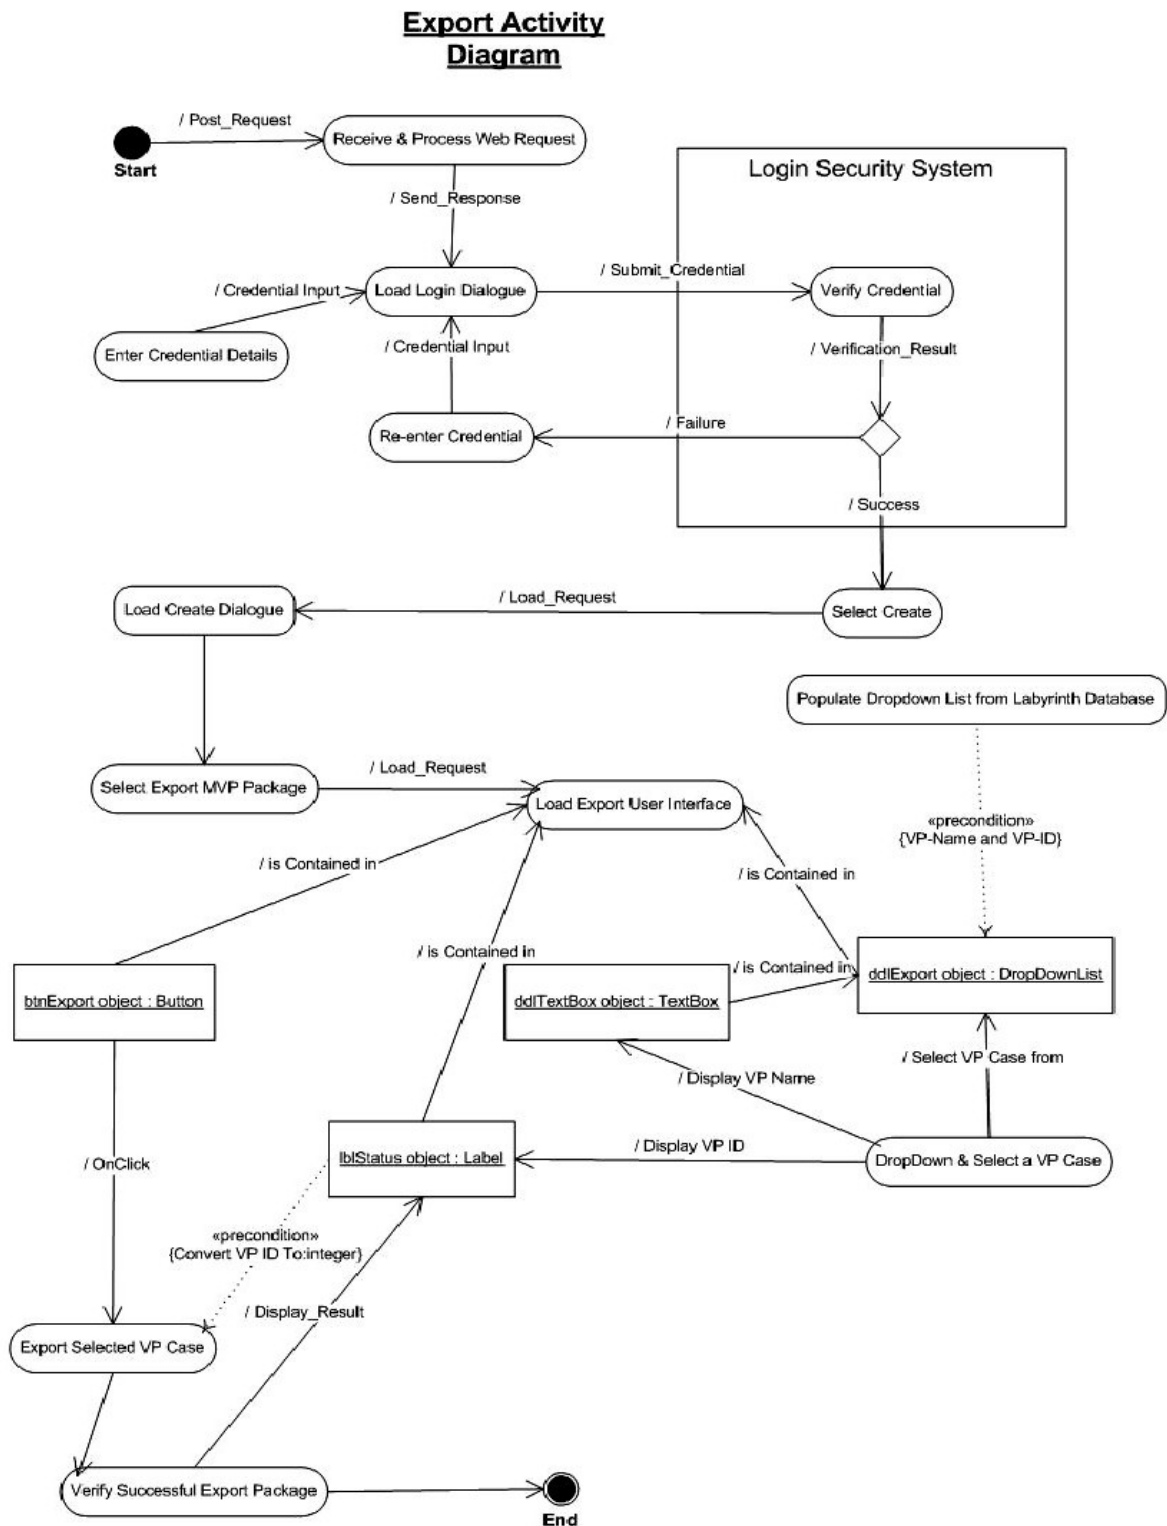 Export Activity
Diagram
/ Post_Request
Receive & Process Web Request
Start
Login Security System
/ Send_Response
/ Submit_Credential
/ Credential Input
Load Login Dialogue
Verify Credential
/ Credential Input
/ Verification_Result
Enter Credential Details
/ Failure
Re-enter Credential
/ Success
/ Load_Request
Load Create Dialogue
Select Create
Populate Dropdown List from Labyrinth Database
/ Load_Request
Select Export MVP Package
Load Export User Interface
«precondition»
{VP-Name and VP-ID}
/ is Contained in
/ is Contained in
/ is Contained in
/ is Contained in
ddlExport object : DropDownList
btnExport object : Button
ddlTextBox object : TextBox
/ Select VP Case from
/ Display VP Name
/ Display VP ID
/ OnClick
lblStatus object : Label
DropDown & Select a VP Case
«precondition»
{Convert VP ID To:integer}
/ Display_Result
Export Selected VP Case
Verify Successful Export Package
End